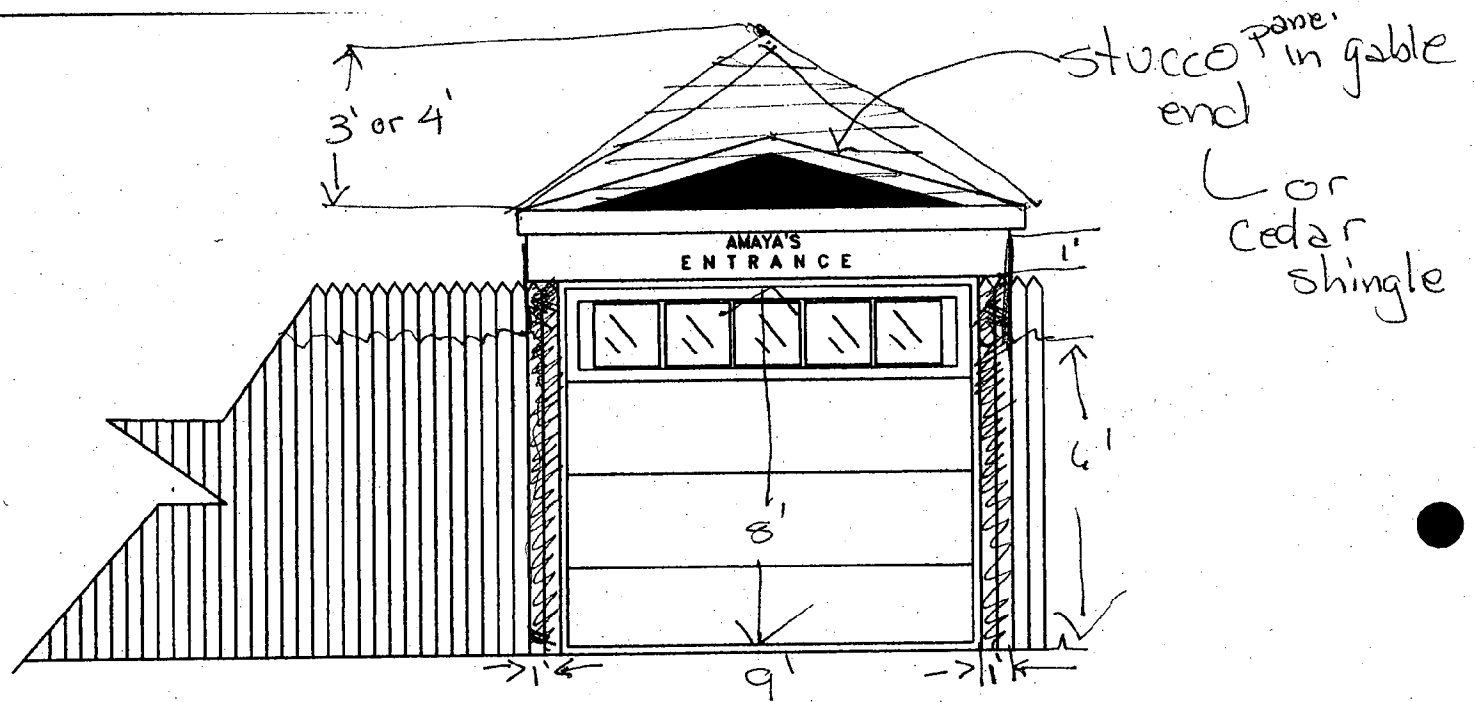 3' or 4'
stucco panel in gable
end
or
cedar
shingle
AMAYA'S
ENTRANCE
1'
6'
8'
1'
9'
1'